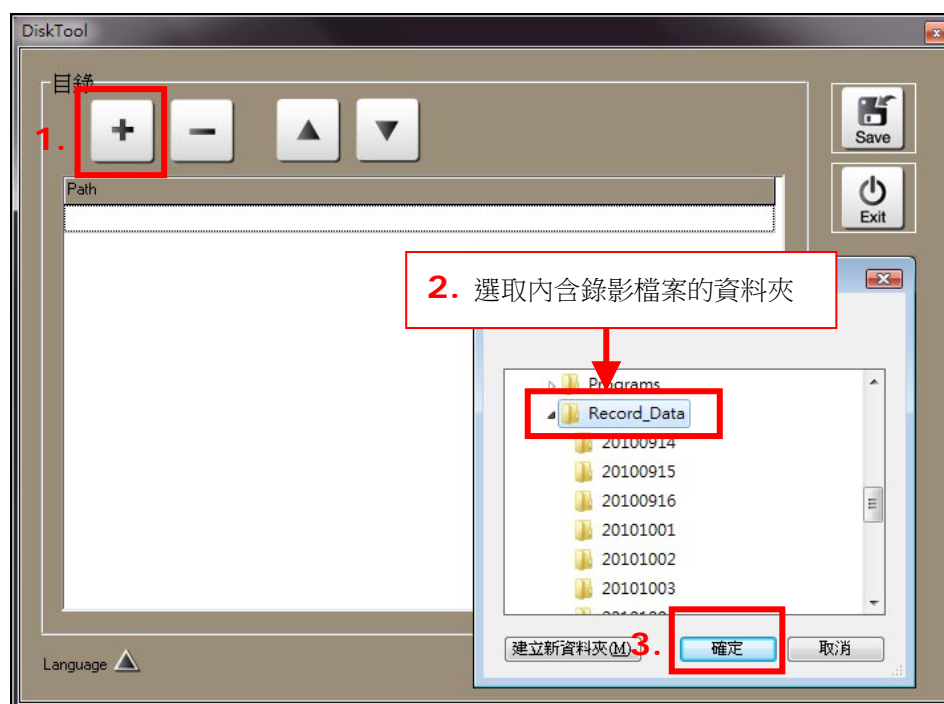 DiskTool
目錄
1.
Save
Path
Exit
2. 選取內含錄影檔案的資料夾
Programs
Record_Data
20100914
20100915
20100916
20101001
20101002
20101003
建立新資料夾(M)
3.
確定
取消
Language